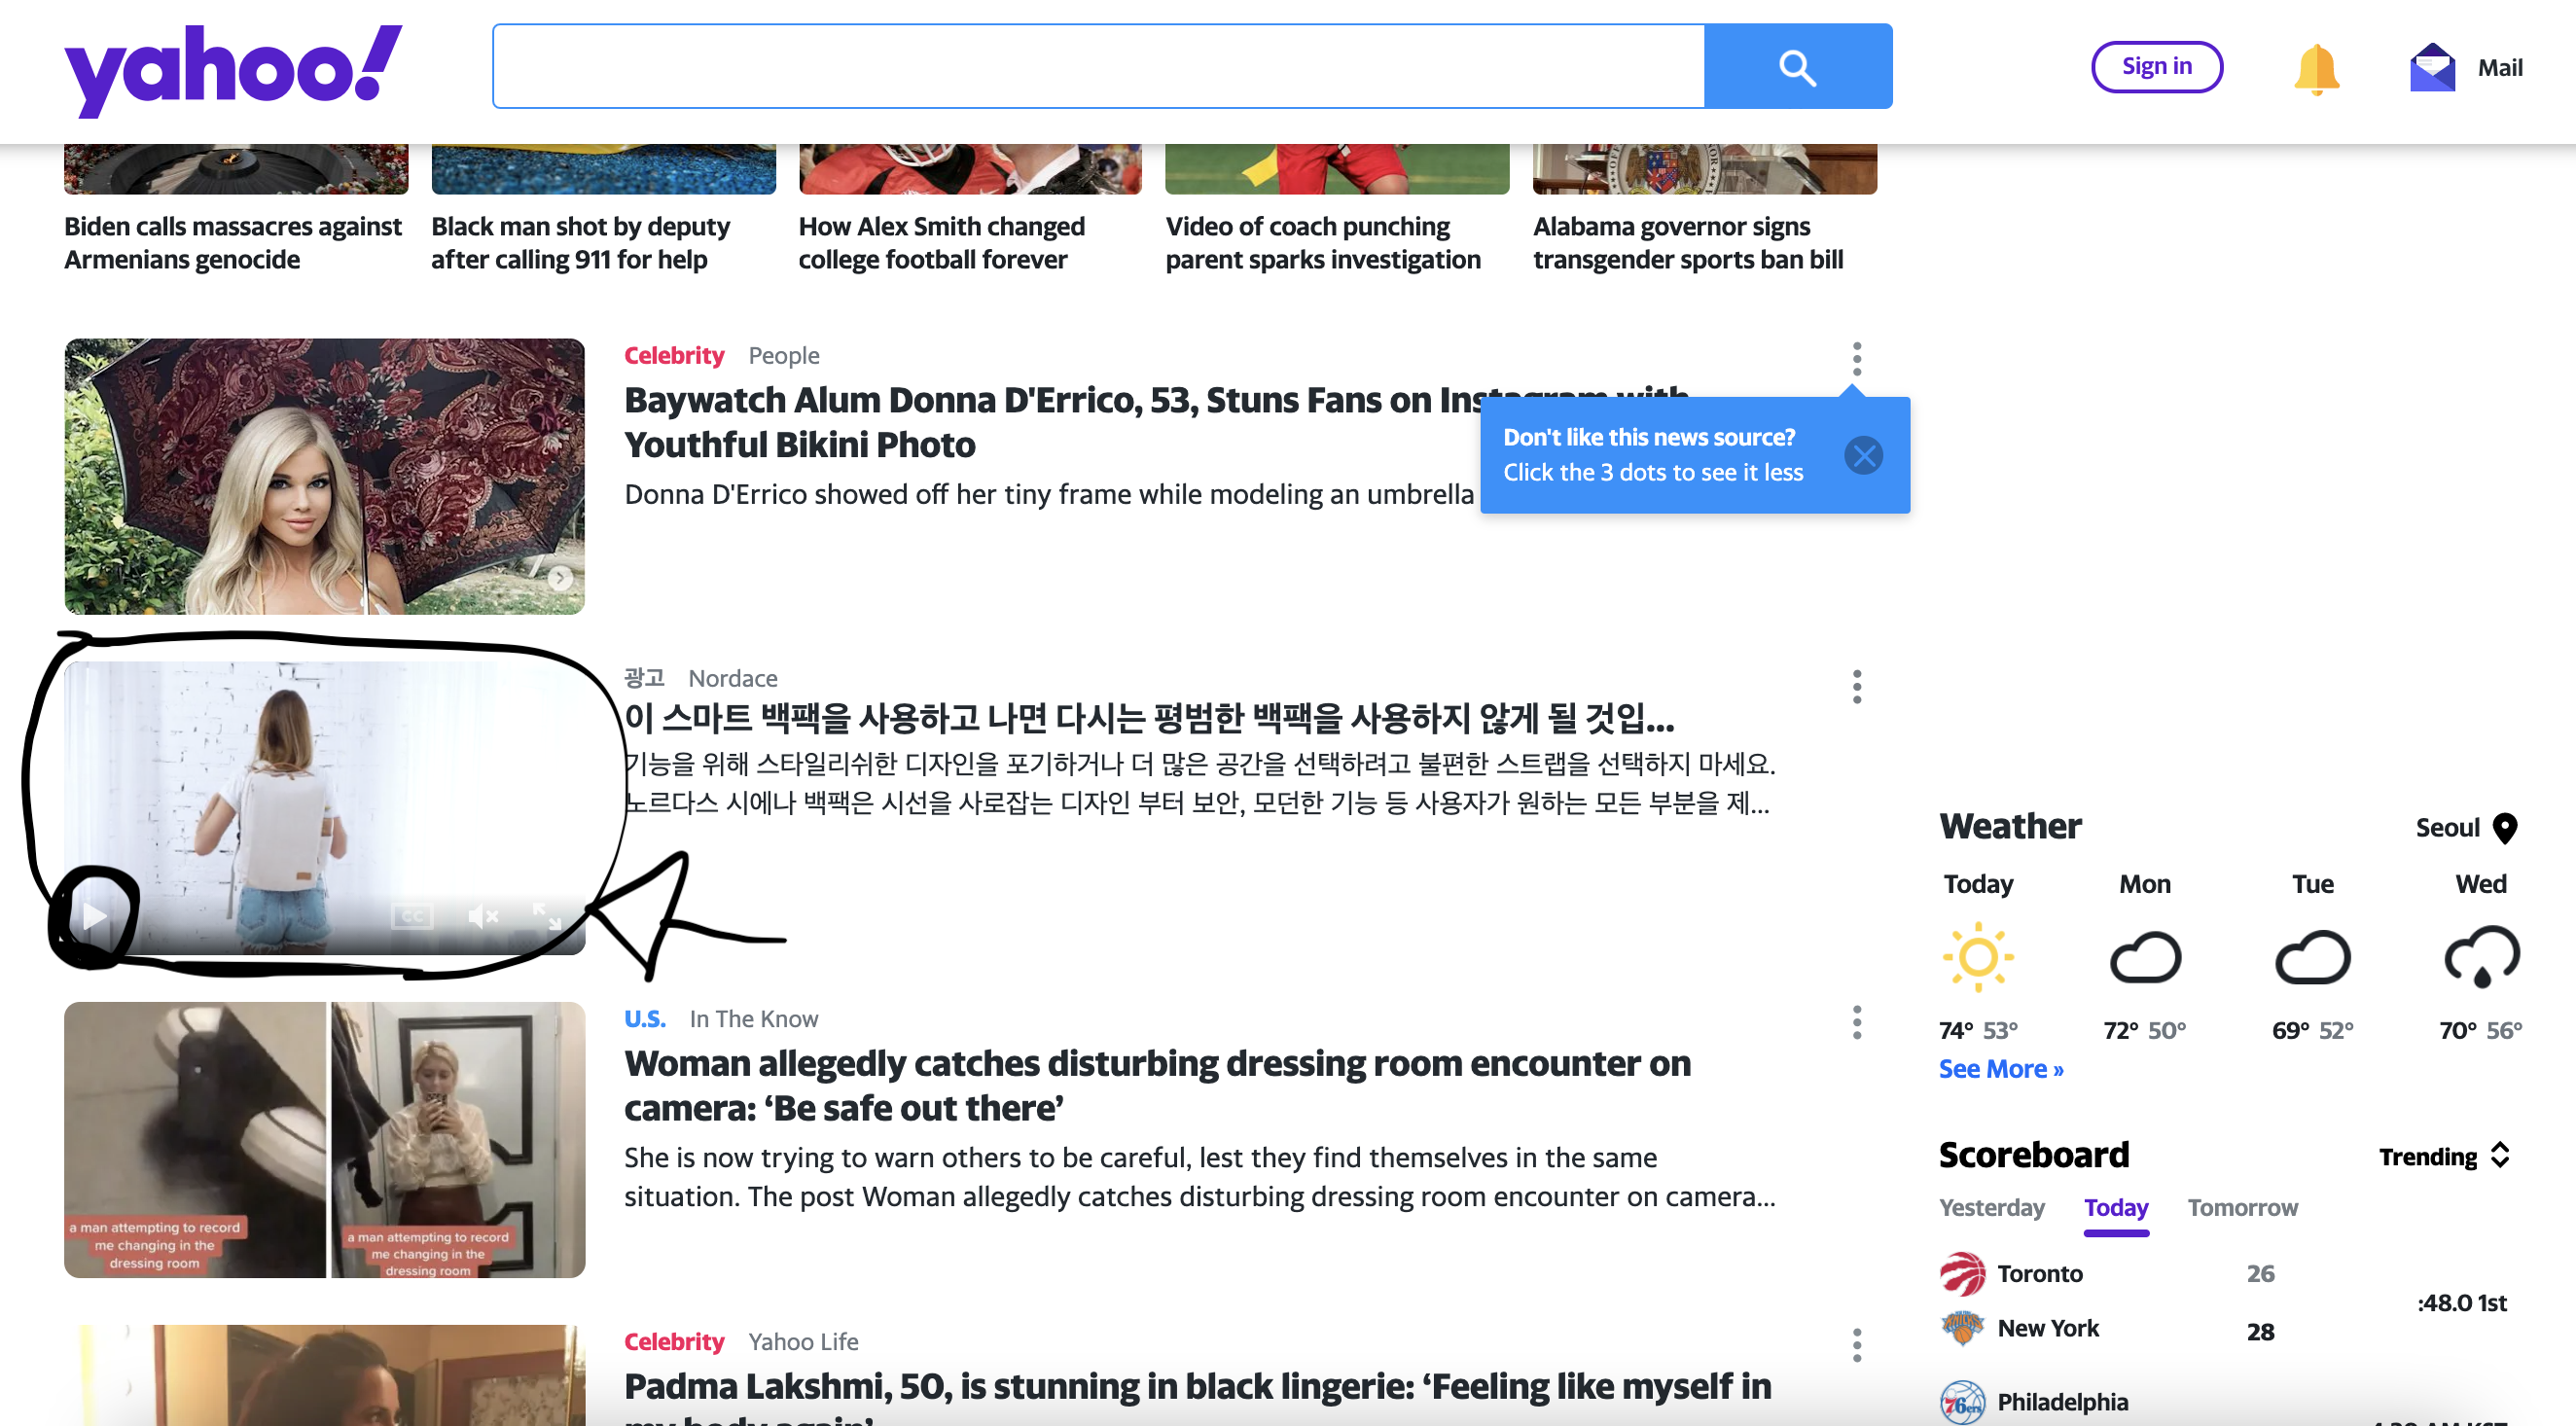 yahoo!
Sign in
Mail
Biden calls massacres against
Armenians genocide
Black man shot by deputy
after calling 911 for help
How Alex Smith changed
college football forever
Video of coach punching
parent sparks investigation
Alabama governor signs
transgender sports ban bill
Celebrity People
Baywatch Alum Donna D'Errico, 53, Stuns Fans on Instagram with
Youthful Bikini Photo
Donna D'Errico showed off her tiny frame while modeling an umbrella
Don't like this news source?
Click the 3 dots to see it less
광고 Nordace
이 스마트 백팩을 사용하고 나면 다시는 평범한 백팩을 사용하지 않게 될 것입...
기능을 위해 스타일리쉬한 디자인을 포기하거나 더 많은 공간을 선택하려고 불편한 스트랩을 선택하지 마세요.
노르다스 시에나 백팩은 시선을 사로잡는 디자인 부터 보안, 모던한 기능 등 사용자가 원하는 모든 부분을 제...
CC
U.S. In The Know
Woman allegedly catches disturbing dressing room encounter on
camera: ‘Be safe out there’
She is now trying to warn others to be careful, lest they find themselves in the same
situation. The post Woman allegedly catches disturbing dressing room encounter on camera...
a man attempting to record
me changing in the
dressing room
a man attempting to record
me changing in the
dressing room
Celebrity Yahoo Life
Padma Lakshmi, 50, is stunning in black lingerie: ‘Feeling like myself in
my body again’
Weather Seoul
Today Mon Tue Wed
74° 53° 72° 50° 69° 52° 70° 56°
See More »
Scoreboard Trending
Yesterday Today Tomorrow
Toronto 26
:48.0 1st
New York 28
76ers Philadelphia